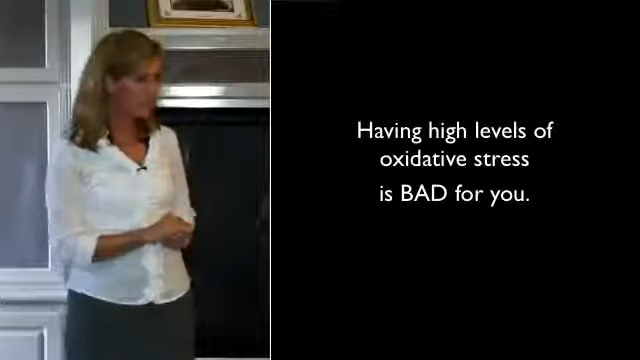 Having high levels of
oxidative stress
is BAD for you.